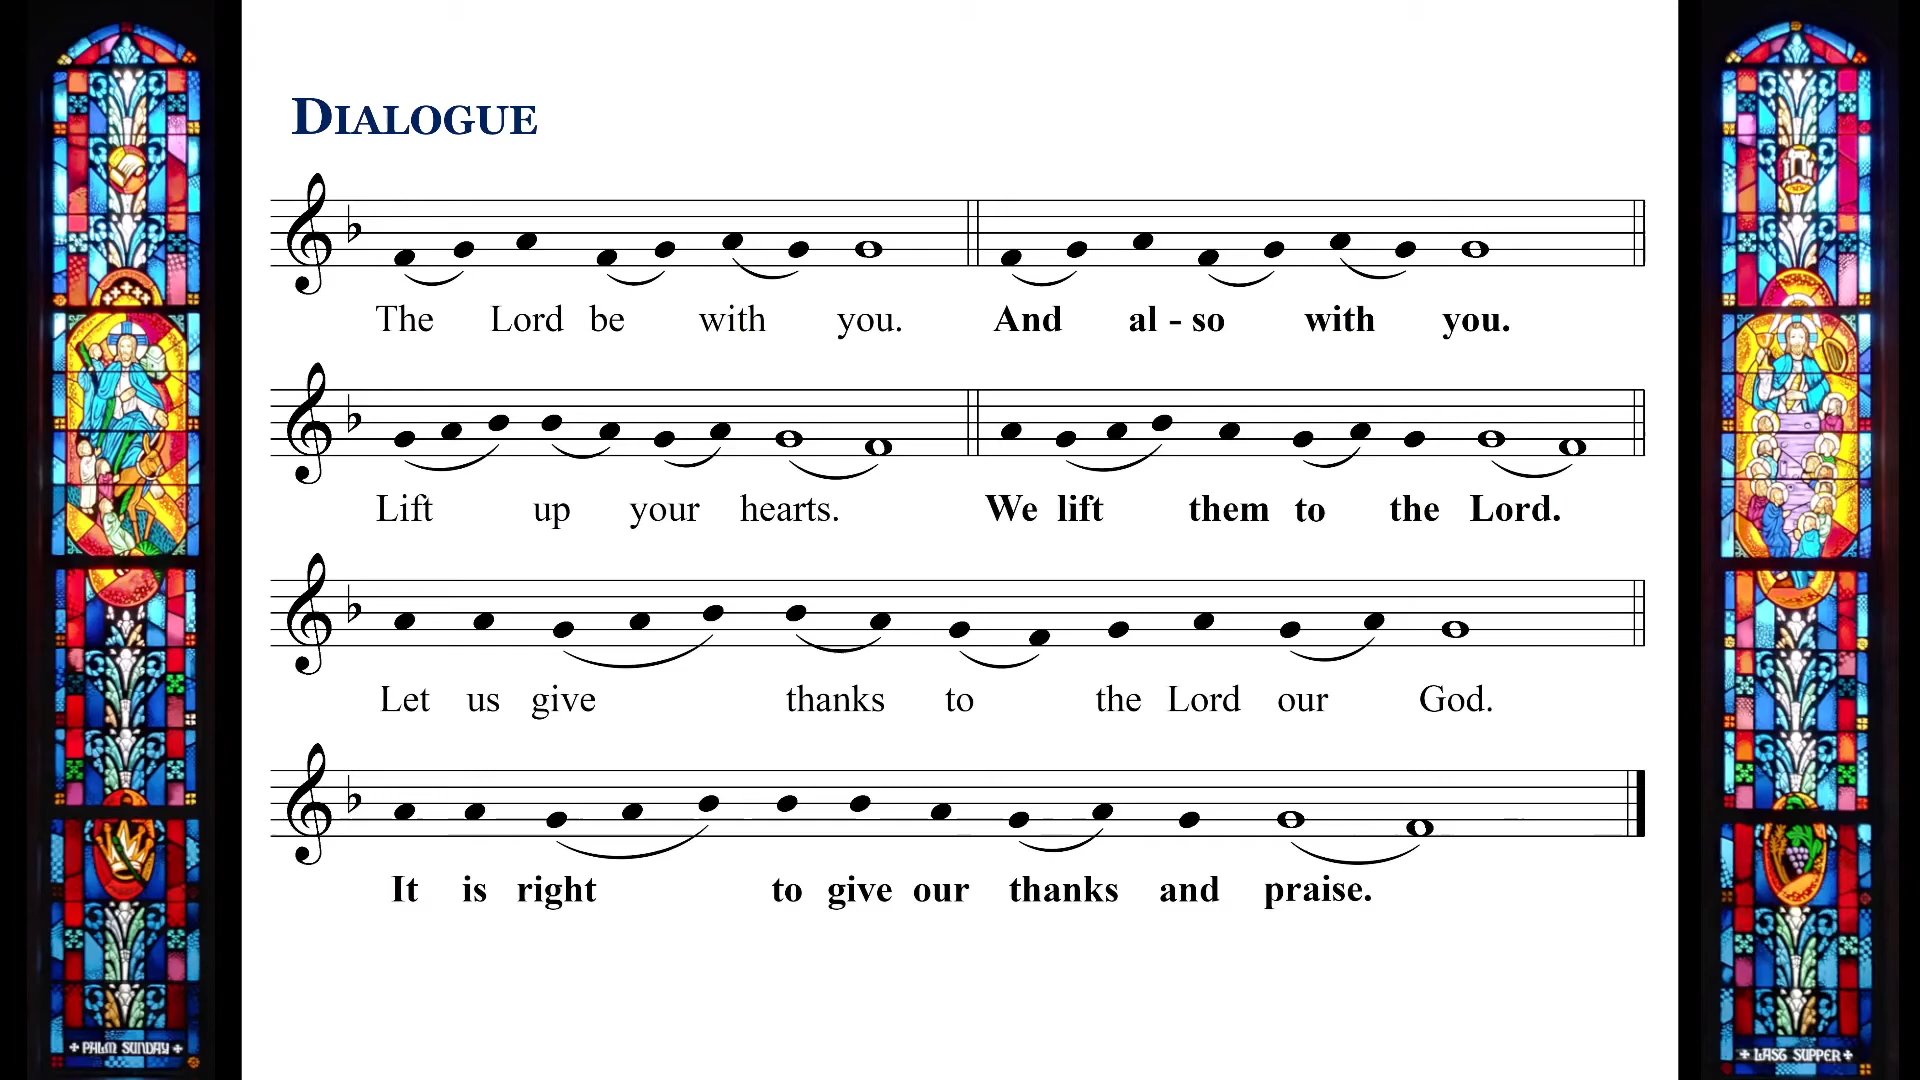 DIALOGUE
The Lord be with you. And al - so with you.
Lift up your hearts. We lift them to the Lord.
Let us give thanks to the Lord our God.
It is right to give our thanks and praise.
+ PALM SUNDAY +
+ LAST SUPPER +